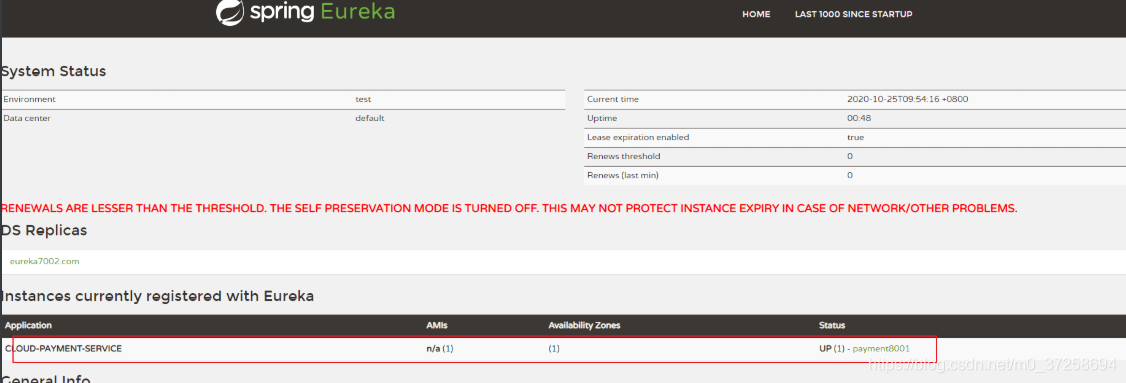 spring Eureka
HOME LAST 1000 SINCE STARTUP
System Status
Environment test
Data center default
Current time 2020-10-25T09:54:16 +0800
Uptime 00:48
Lease expiration enabled true
Renews threshold 0
Renews (last min) 0
RENEWALS ARE LESSER THAN THE THRESHOLD. THE SELF PRESERVATION MODE IS TURNED OFF. THIS MAY NOT PROTECT INSTANCE EXPIRY IN CASE OF NETWORK/OTHER PROBLEMS.
DS Replicas
eureka7002.com
Instances currently registered with Eureka
Application AMIs Availability Zones Status
CLOUD-PAYMENT-SERVICE n/a (1) (1) UP (1) - payment8001
https://blog.csdn.net/m0_37258694
General Info